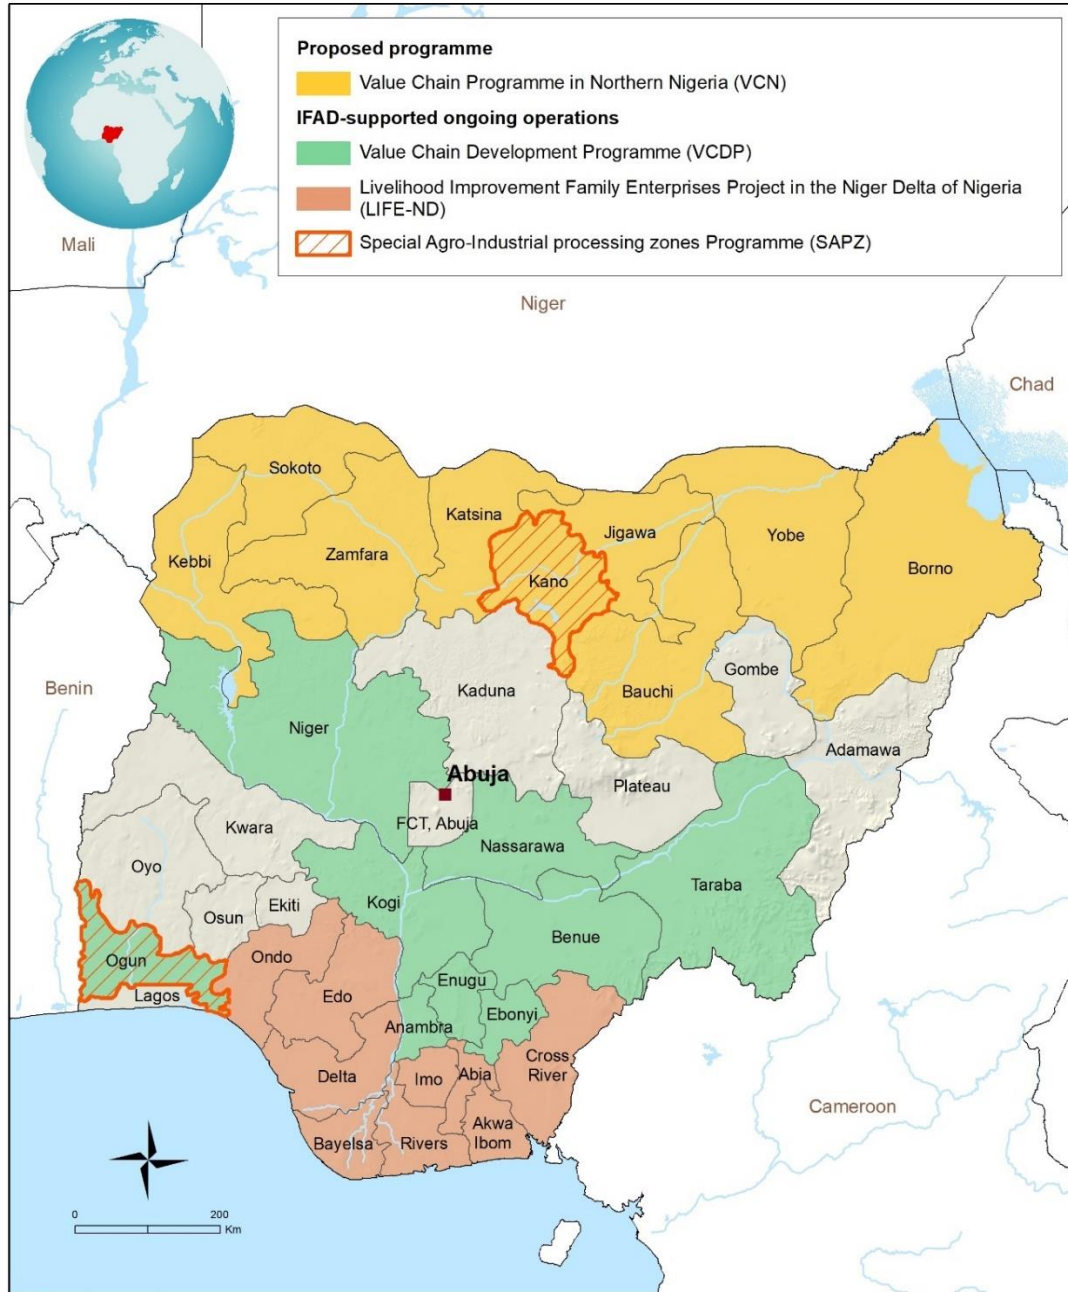 Proposed programme
Value Chain Programme in Northern Nigeria (VCN)
IFAD-supported ongoing operations
Value Chain Development Programme (VCDP)
Livelihood Improvement Family Enterprises Project in the Niger Delta of Nigeria
(LIFE-ND)
Special Agro-Industrial processing zones Programme (SAPZ)
Mali
Niger
Chad
Sokoto
Katsina
Jigawa
Yobe
Kebbi
Zamfara
Kano
Borno
Benin
Gombe
Kaduna
Bauchi
Niger
Adamawa
Abuja
Plateau
FCT, Abuja
Kwara
Nassarawa
Oyo
Taraba
Kogi
Ekiti
Osun
Benue
Ogun
Ondo
Enugu
Lagos
Edo
Ebonyi
Anambra
Cross
River
Delta
Imo
Abia
Akwa
Ibom
Bayelsa
Rivers
Cameroon
0 200
Km